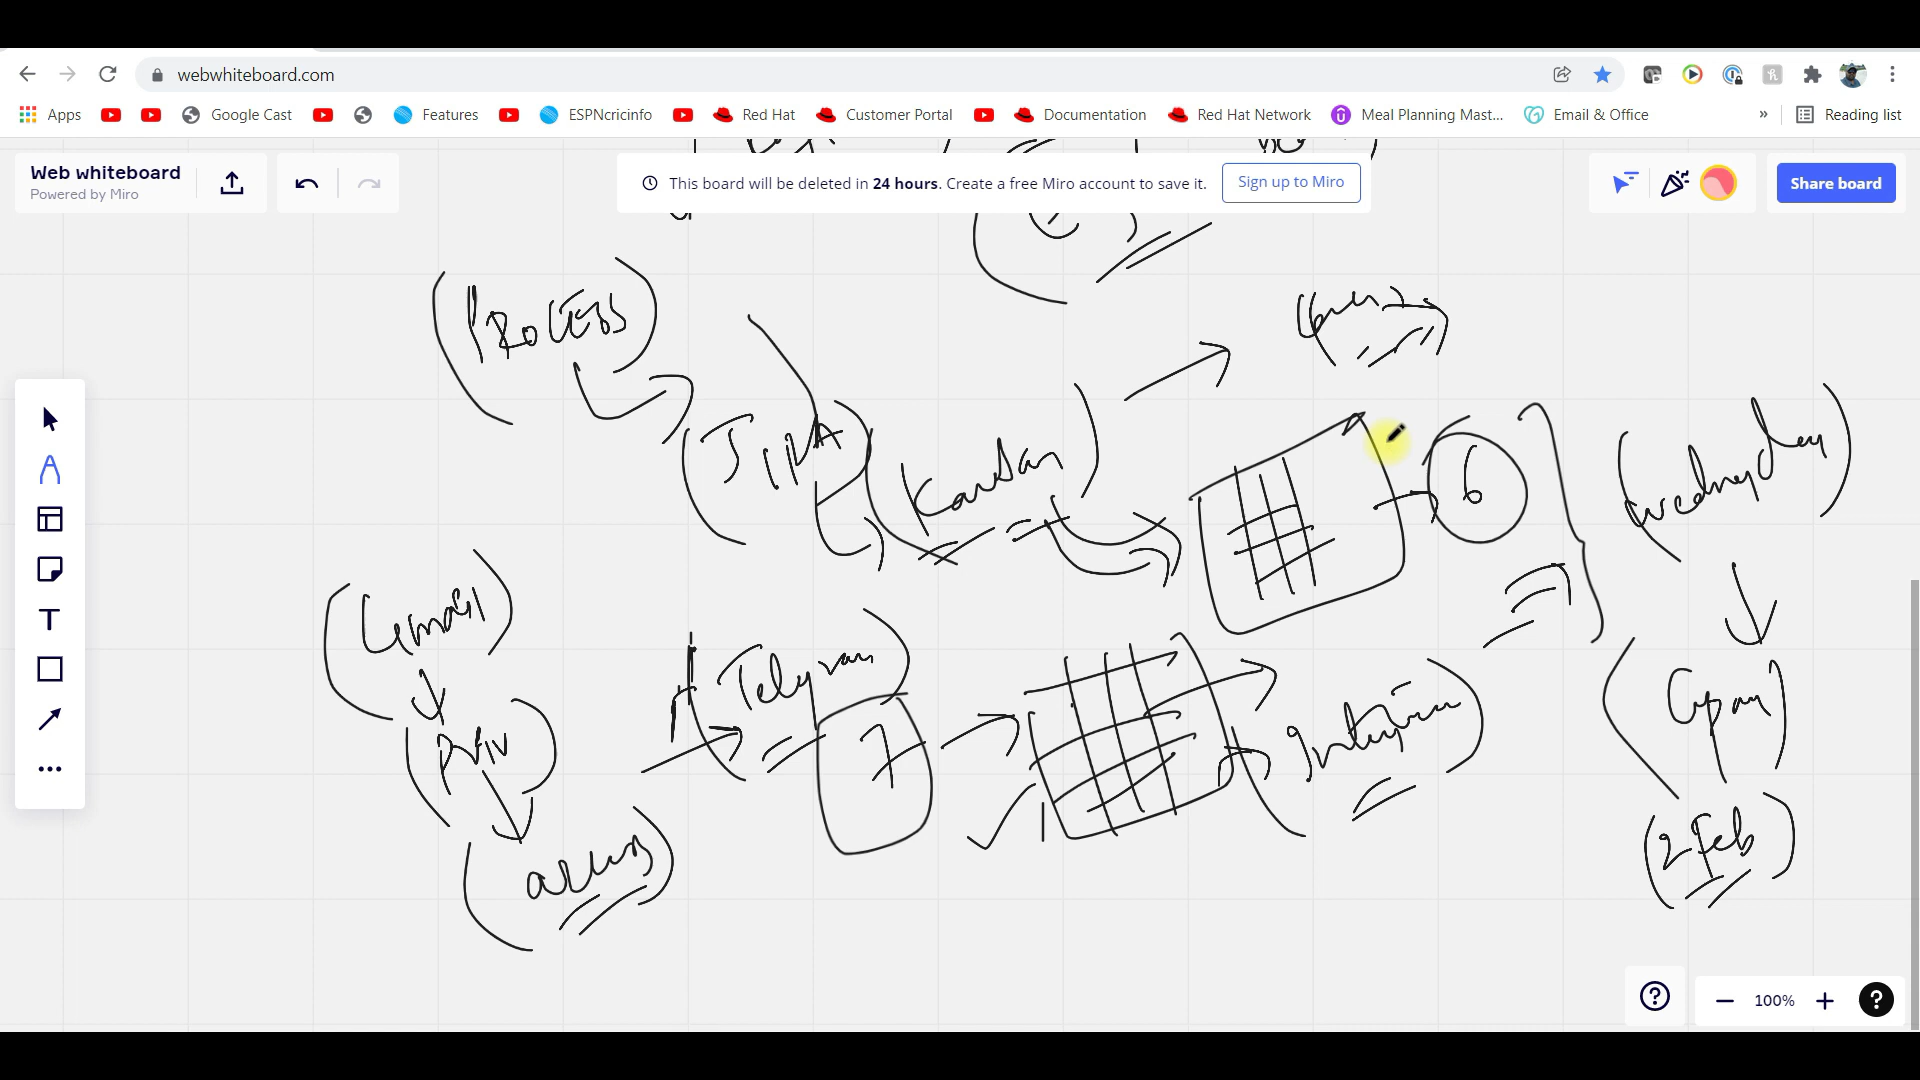 webwhiteboard.com
Apps Google Cast Features ESPNcricinfo Red Hat Customer Portal Documentation Red Hat Network Meal Planning Mast... Email & Office » Reading list
Web whiteboard
Powered by Miro
This board will be deleted in 24 hours. Create a free Miro account to save it.
Sign up to Miro
Share board
PROCESS
JIRA
Kanban
6
wednesday
Gmail
Telegram
7
6pm
2 Feb
access
T
100%
?